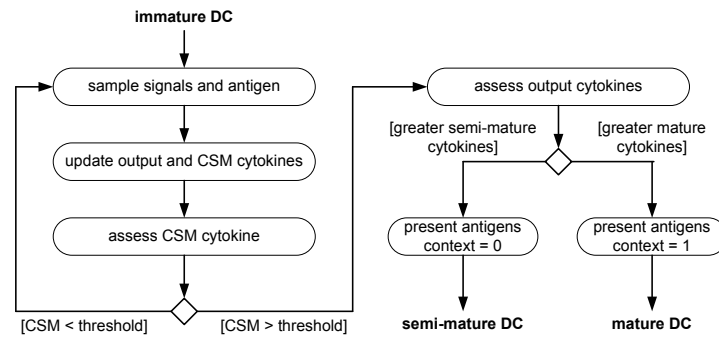 immature DC
sample signals and antigen
update output and CSM cytokines
assess CSM cytokine
[CSM < threshold]
[CSM > threshold]
assess output cytokines
[greater semi-mature
cytokines]
[greater mature
cytokines]
present antigens
context = 0
present antigens
context = 1
semi-mature DC
mature DC